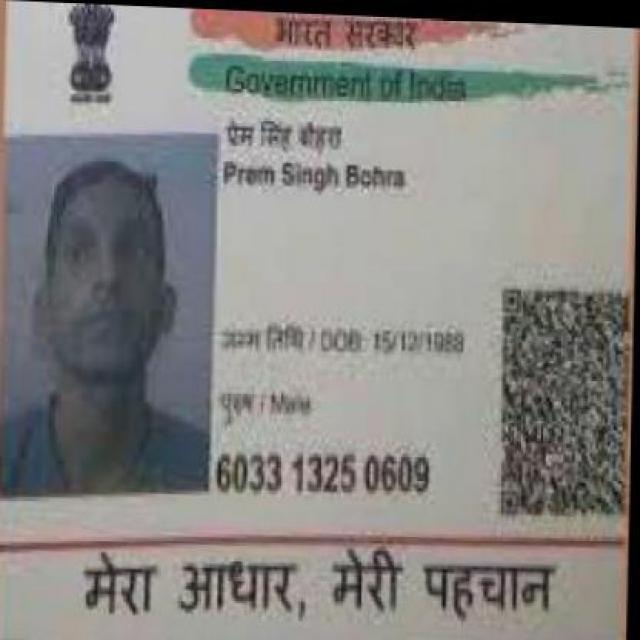 भारत सरकार
Government of India
प्रेम सिंह बोहरा
Prem Singh Bohra
जन्म तिथि / DOB: 15/12/1988
पुरुष / Male
6033 1325 0609
मेरा आधार, मेरी पहचान